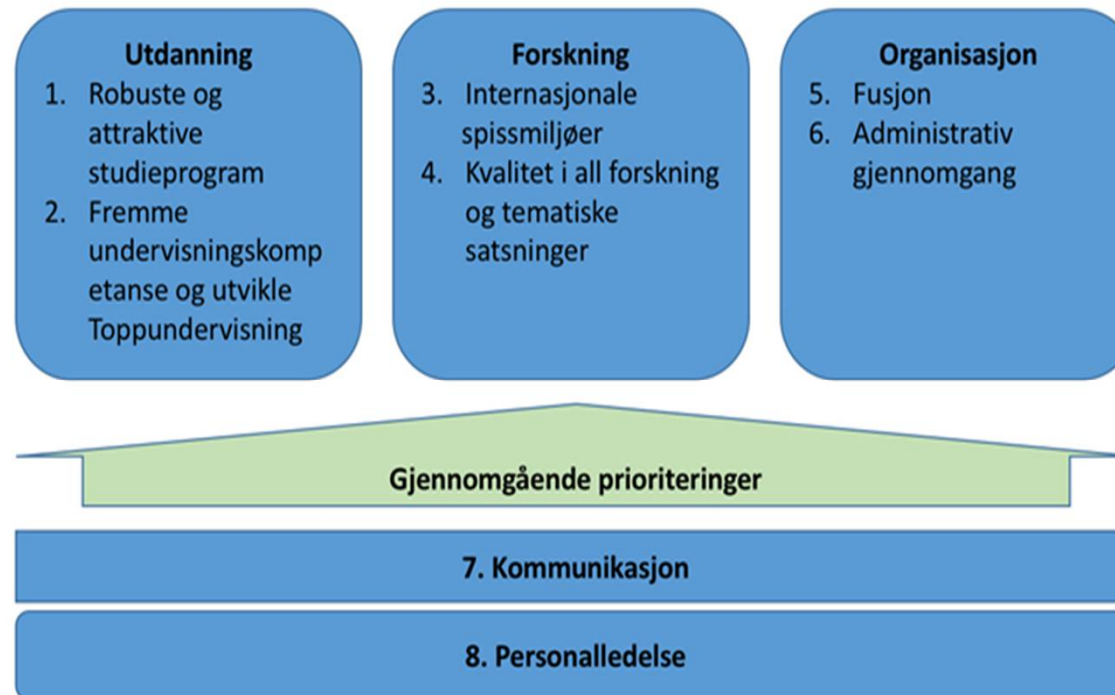 Utdanning
1. Robuste og
attraktive
studieprogram
2. Fremme
undervisningskomp
etanse og utvikle
Toppundervisning
Forskning
3. Internasjonale
spissmiljøer
4. Kvalitet i all forskning
og tematiske
satsninger
Organisasjon
5. Fusjon
6. Administrativ
gjennomgang
Gjennomgående prioriteringer
7. Kommunikasjon
8. Personalledelse